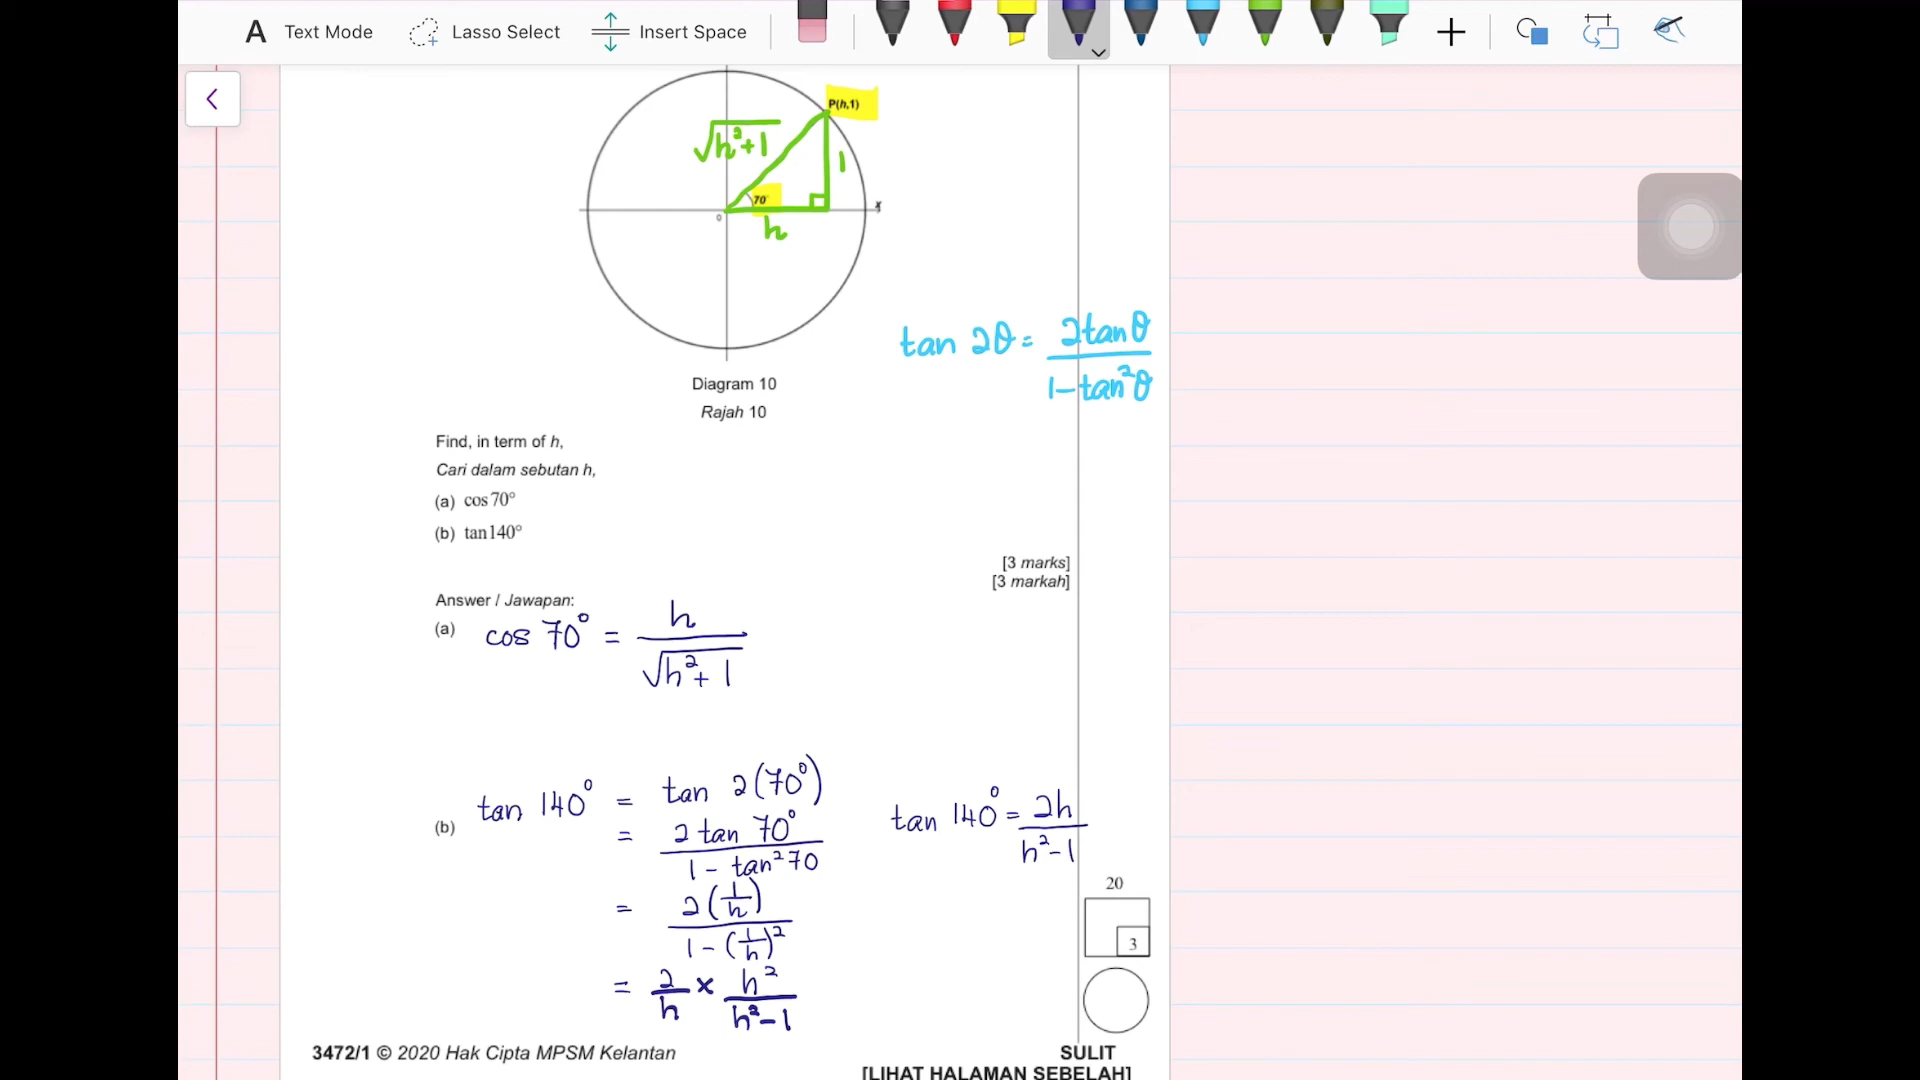 A Text Mode Lasso Select Insert Space
P(h,1)
√h²+1
1
70°
x
0
h
tan 2θ = 2tanθ / 1-tan²θ
Diagram 10
Rajah 10
Find, in term of h,
Cari dalam sebutan h,
(a) cos 70°
(b) tan140°
[3 marks]
[3 markah]
Answer / Jawapan:
(a) cos 70° = h / √h²+1
(b) tan 140° = tan 2(70°)
= 2 tan 70° / 1 - tan²70
= 2(1/h) / 1 - (1/h)²
= 2/h × h²/h²-1
tan 140° = 2h / h²-1
20
3
3472/1 © 2020 Hak Cipta MPSM Kelantan
SULIT
[LIHAT HALAMAN SEBELAH]